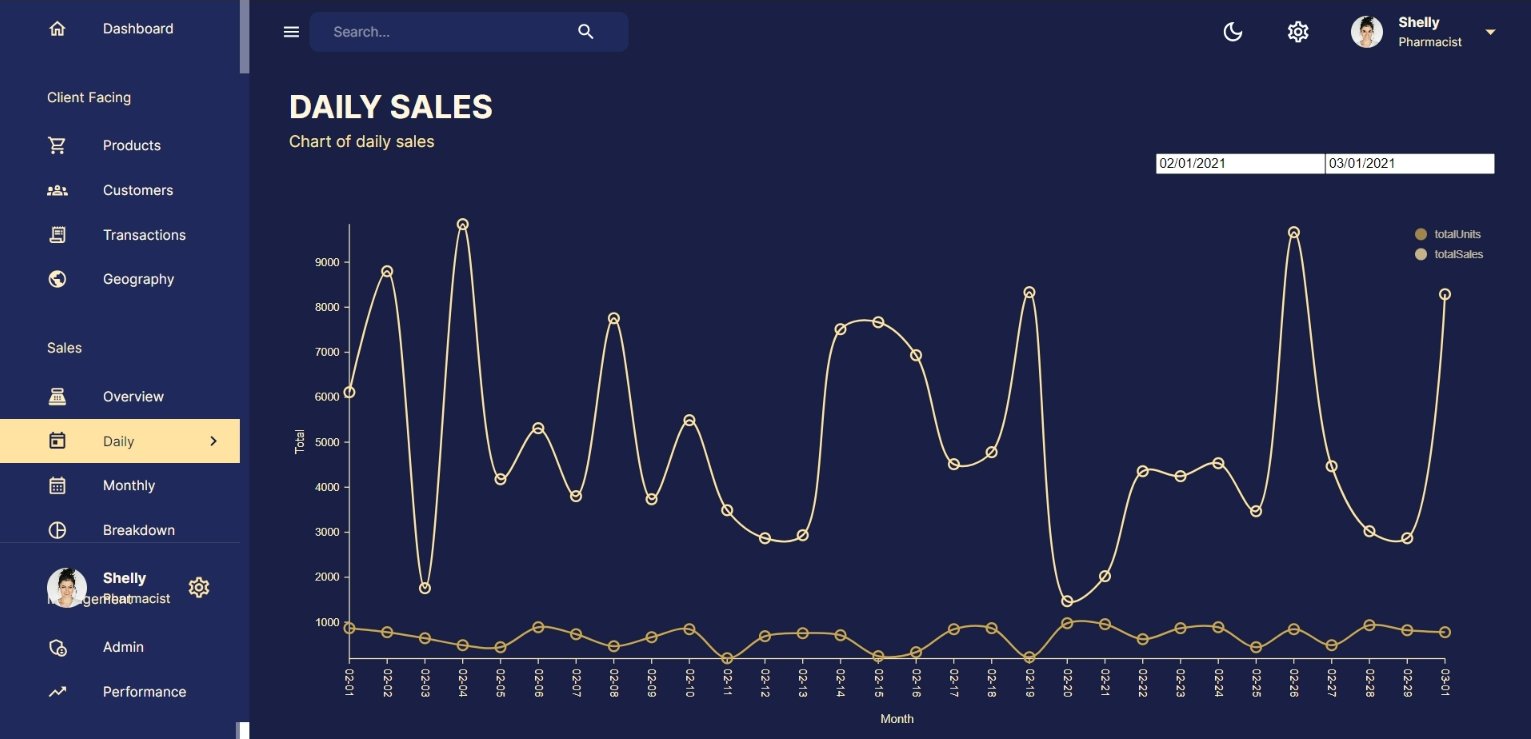 Dashboard
Client Facing
Products
Customers
Transactions
Geography
Sales
Overview
Daily
Monthly
Breakdown
Shelly
Pharmacist
Admin
Performance
Search...
Shelly
Pharmacist
DAILY SALES
Chart of daily sales
02/01/2021 03/01/2021
totalUnits
totalSales
Total
9000
8000
7000
6000
5000
4000
3000
2000
1000
02-01 02-02 02-03 02-04 02-05 02-06 02-07 02-08 02-09 02-10 02-11 02-12 02-13 02-14 02-15 02-16 02-17 02-18 02-19 02-20 02-21 02-22 02-23 02-24 02-25 02-26 02-27 02-28 02-29 03-01
Month